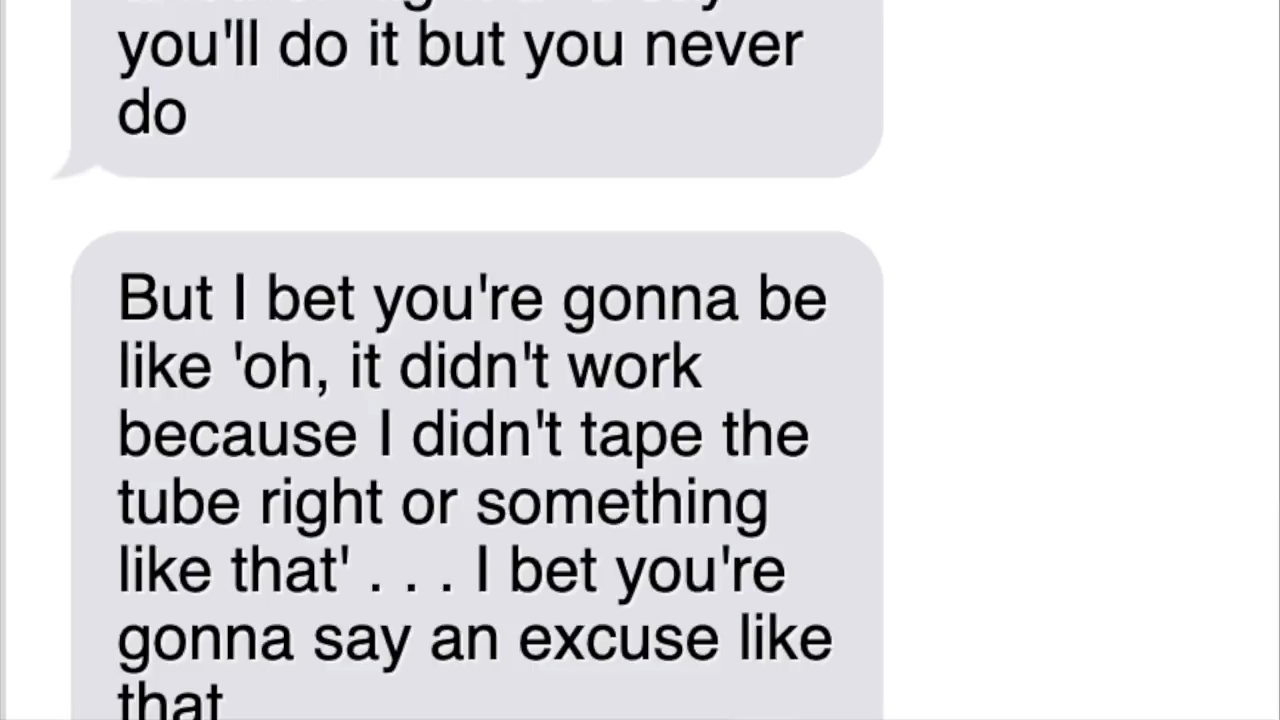 you'll do it but you never
do
But I bet you're gonna be
like 'oh, it didn't work
because I didn't tape the
tube right or something
like that' . . . I bet you're
gonna say an excuse like
that